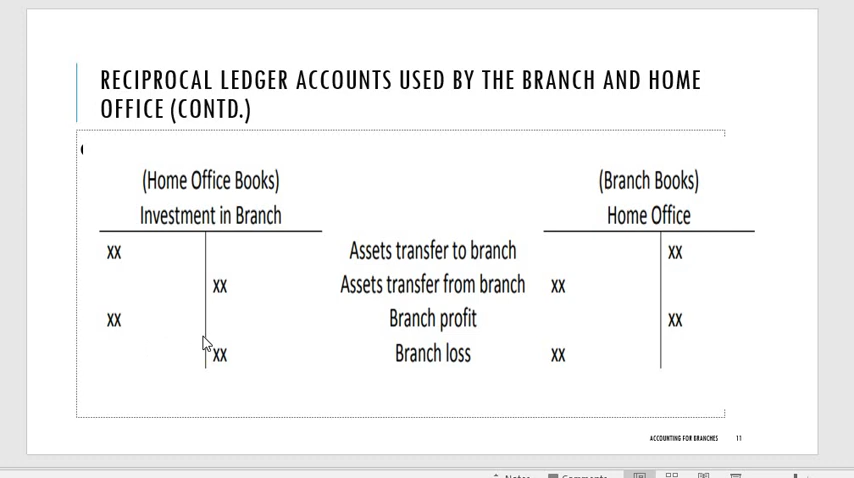 RECIPROCAL LEDGER ACCOUNTS USED BY THE BRANCH AND HOME
OFFICE (CONTD.)
(Home Office Books) (Branch Books)
Investment in Branch Home Office
xx Assets transfer to branch xx
xx Assets transfer from branch xx
xx Branch profit xx
xx Branch loss xx
ACCOUNTING FOR BRANCHES 11
Notes Comments